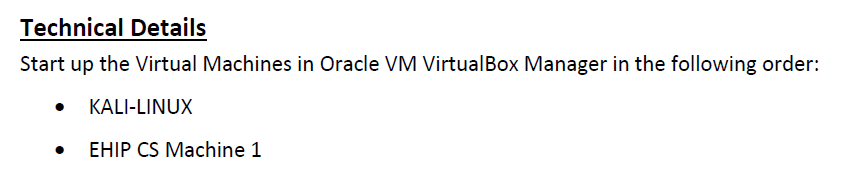 Technical Details
Start up the Virtual Machines in Oracle VM VirtualBox Manager in the following order:
• KALI-LINUX
• EHIP CS Machine 1